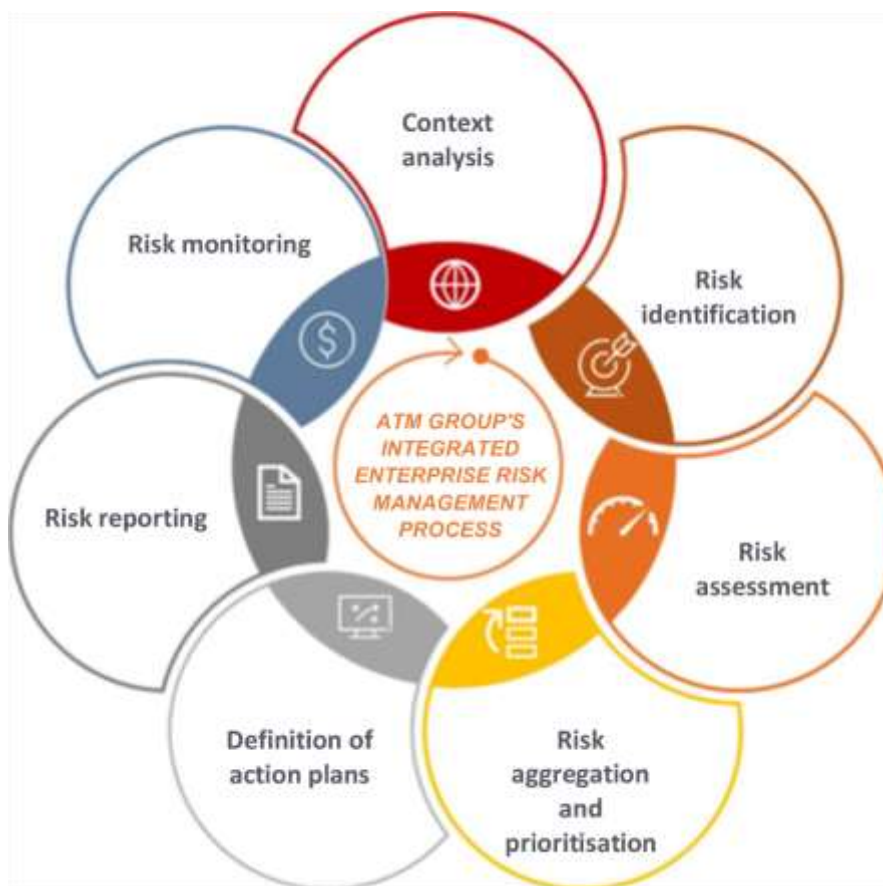 Context
analysis
Risk
identification
Risk
assessment
Risk
aggregation
and
prioritisation
Definition of
action plans
Risk reporting
Risk monitoring
$
ATM GROUP'S
INTEGRATED
ENTERPRISE RISK
MANAGEMENT
PROCESS